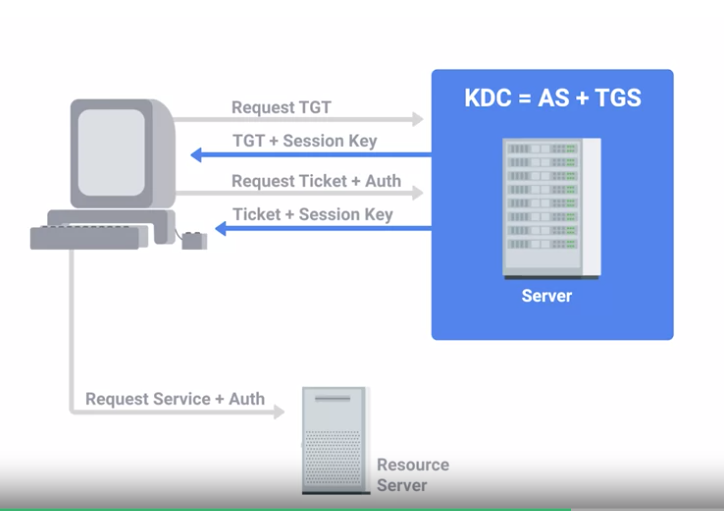 KDC = AS + TGS
Request TGT
TGT + Session Key
Request Ticket + Auth
Ticket + Session Key
Server
Request Service + Auth
Resource
Server